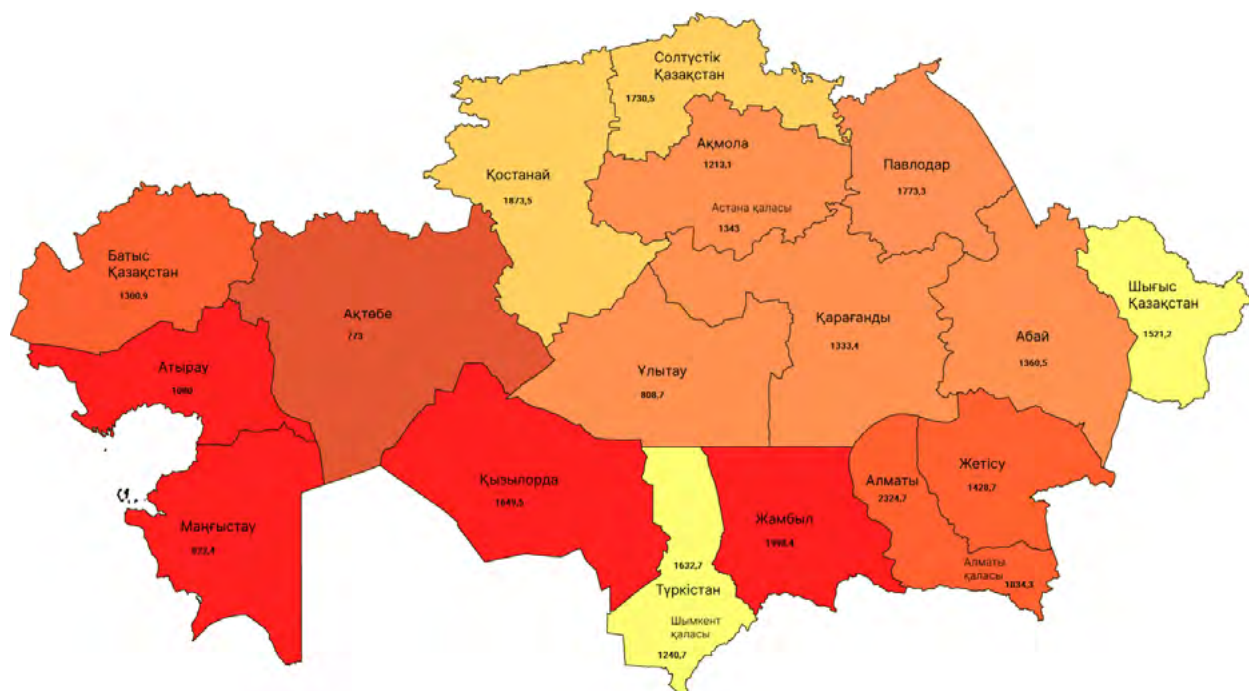 Солтүстік
Қазақстан
1730,5
Ақмола
1213,1
Павлодар
1773,3
Қостанай
1873,5
Астана қаласы
1343
Батыс
Қазақстан
1300,9
Шығыс
Қазақстан
1521,2
Ақтөбе
773
Қарағанды
1333,4
Абай
1360,5
Атырау
1080
Ұлытау
808,7
Қызылорда
1649,5
Алматы
2324,7
Жетісу
1428,7
Маңғыстау
Жамбыл
1998,4
1632,7
Түркістан
Алматы
қаласы
1034,3
Шымкент
қаласы
1240,7